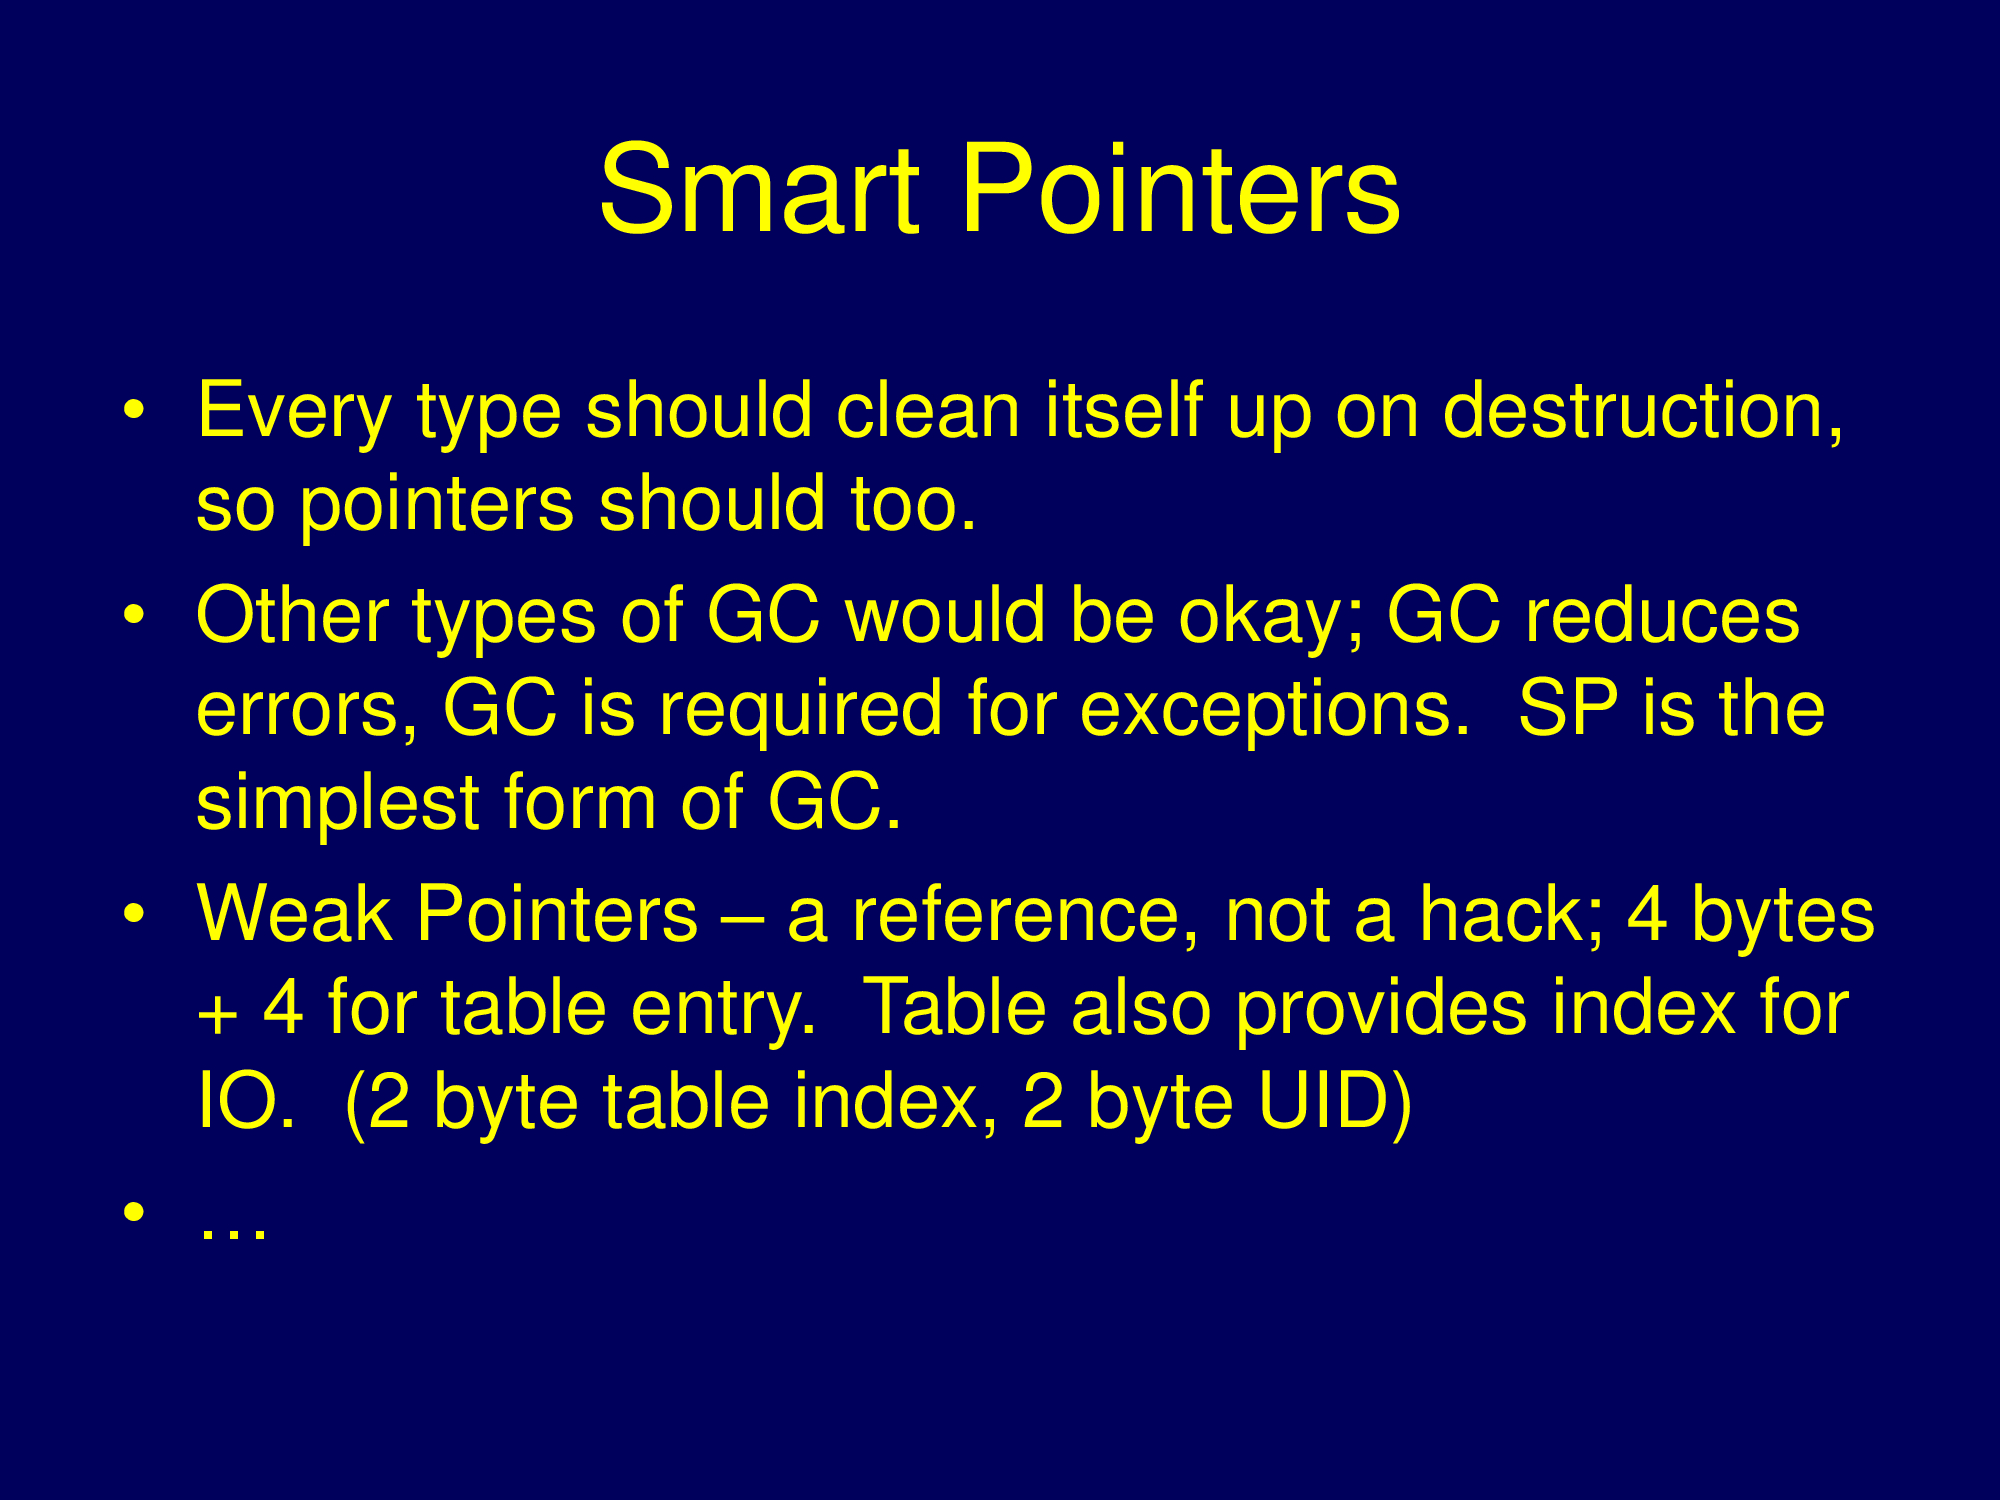 Smart Pointers
• Every type should clean itself up on destruction,
so pointers should too.
• Other types of GC would be okay; GC reduces
errors, GC is required for exceptions.  SP is the
simplest form of GC.
• Weak Pointers – a reference, not a hack; 4 bytes
+ 4 for table entry.  Table also provides index for
IO.  (2 byte table index, 2 byte UID)
• …